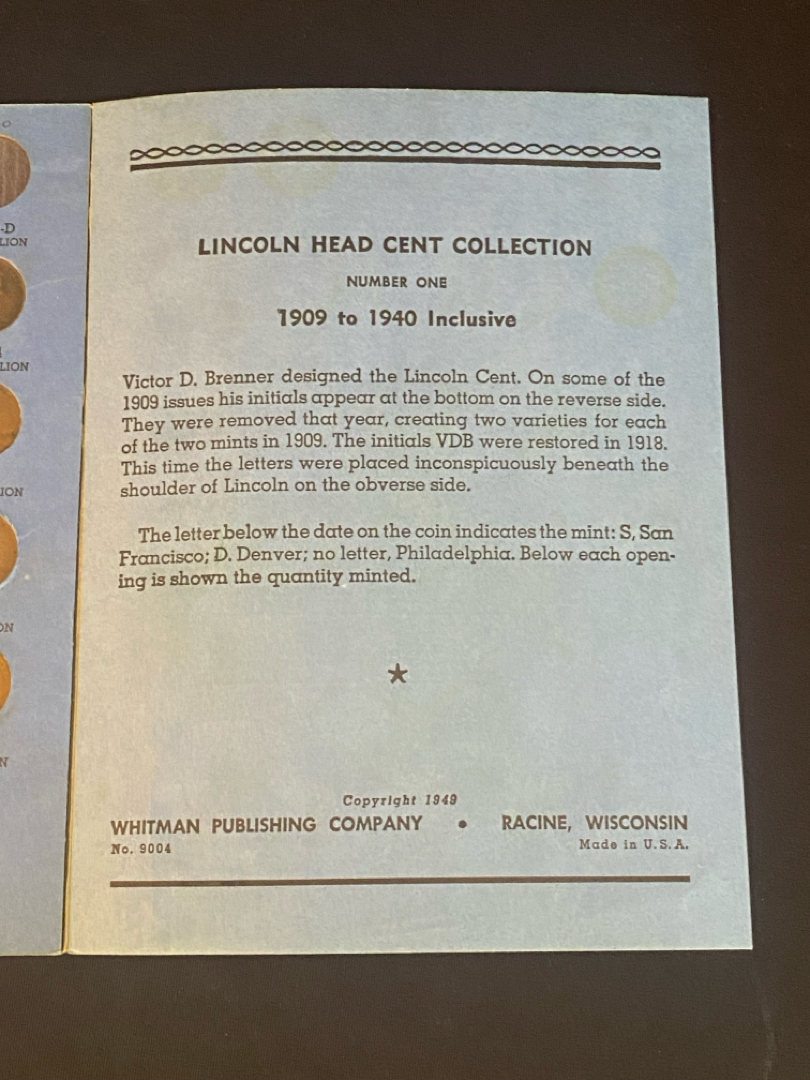 O
-D
LION
LION
ION
ON
N
LINCOLN HEAD CENT COLLECTION
NUMBER ONE
1909 to 1940 Inclusive
Victor D. Brenner designed the Lincoln Cent. On some of the
1909 issues his initials appear at the bottom on the reverse side.
They were removed that year, creating two varieties for each
of the two mints in 1909. The initials VDB were restored in 1918.
This time the letters were placed inconspicuously beneath the
shoulder of Lincoln on the obverse side.
The letter below the date on the coin indicates the mint: S, San
Francisco; D. Denver; no letter, Philadelphia. Below each open-
ing is shown the quantity minted.
Copyright 1949
WHITMAN PUBLISHING COMPANY • RACINE, WISCONSIN
No. 9004 Made in U.S.A.